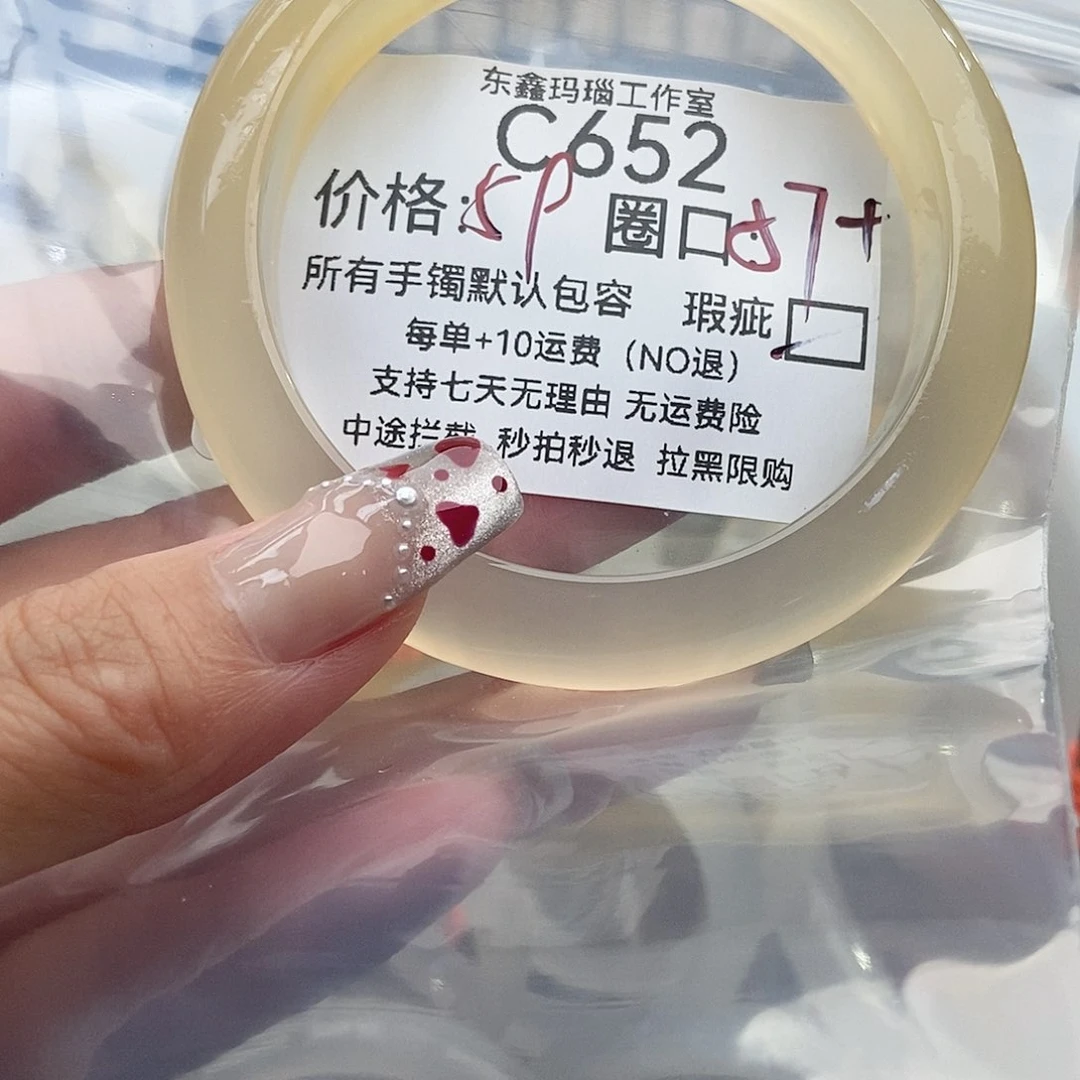 东鑫玛瑙工作室
C652
价格: 圈口 57+
所有手镯默认包容 瑕疵
每单+10运费（NO退）
支持七天无理由 无运费险
中途拦截 秒拍秒退 拉黑限购